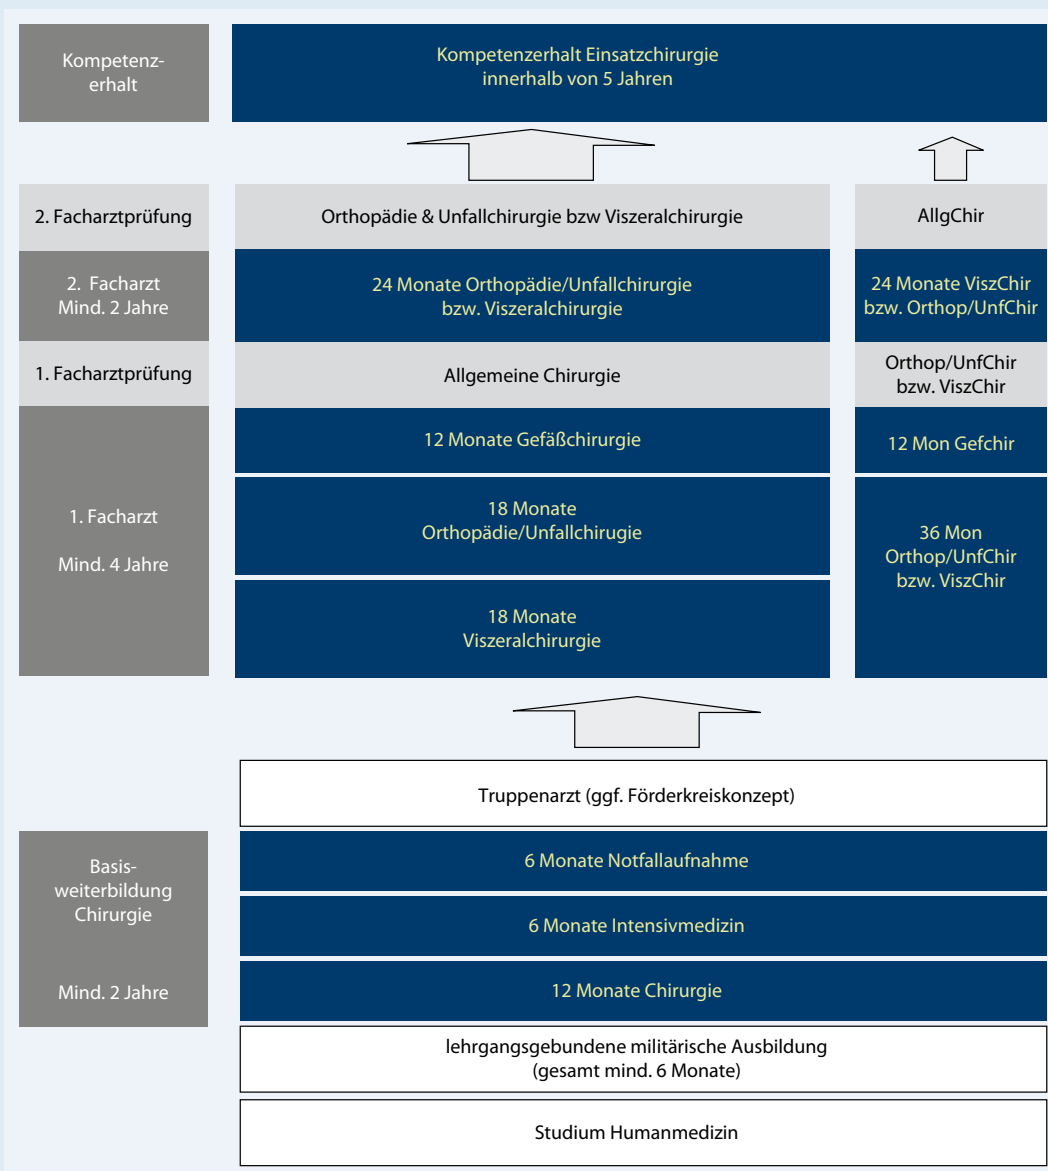 Kompetenz-
erhalt
Kompetenzerhalt Einsatzchirurgie
innerhalb von 5 Jahren
2. Facharztprüfung
Orthopädie & Unfallchirurgie bzw Viszeralchirurgie
AllgChir
2. Facharzt
Mind. 2 Jahre
24 Monate Orthopädie/Unfallchirurgie
bzw. Viszeralchirurgie
24 Monate ViszChir
bzw. Orthop/UnfChir
1. Facharztprüfung
Allgemeine Chirurgie
Orthop/UnfChir
bzw. ViszChir
1. Facharzt
Mind. 4 Jahre
12 Monate Gefäßchirurgie
12 Mon Gefchir
18 Monate
Orthopädie/Unfallchirugie
36 Mon
Orthop/UnfChir
bzw. ViszChir
18 Monate
Viszeralchirurgie
Truppenarzt (ggf. Förderkreiskonzept)
Basis-
weiterbildung
Chirurgie
Mind. 2 Jahre
6 Monate Notfallaufnahme
6 Monate Intensivmedizin
12 Monate Chirurgie
lehrgangsgebundene militärische Ausbildung
(gesamt mind. 6 Monate)
Studium Humanmedizin